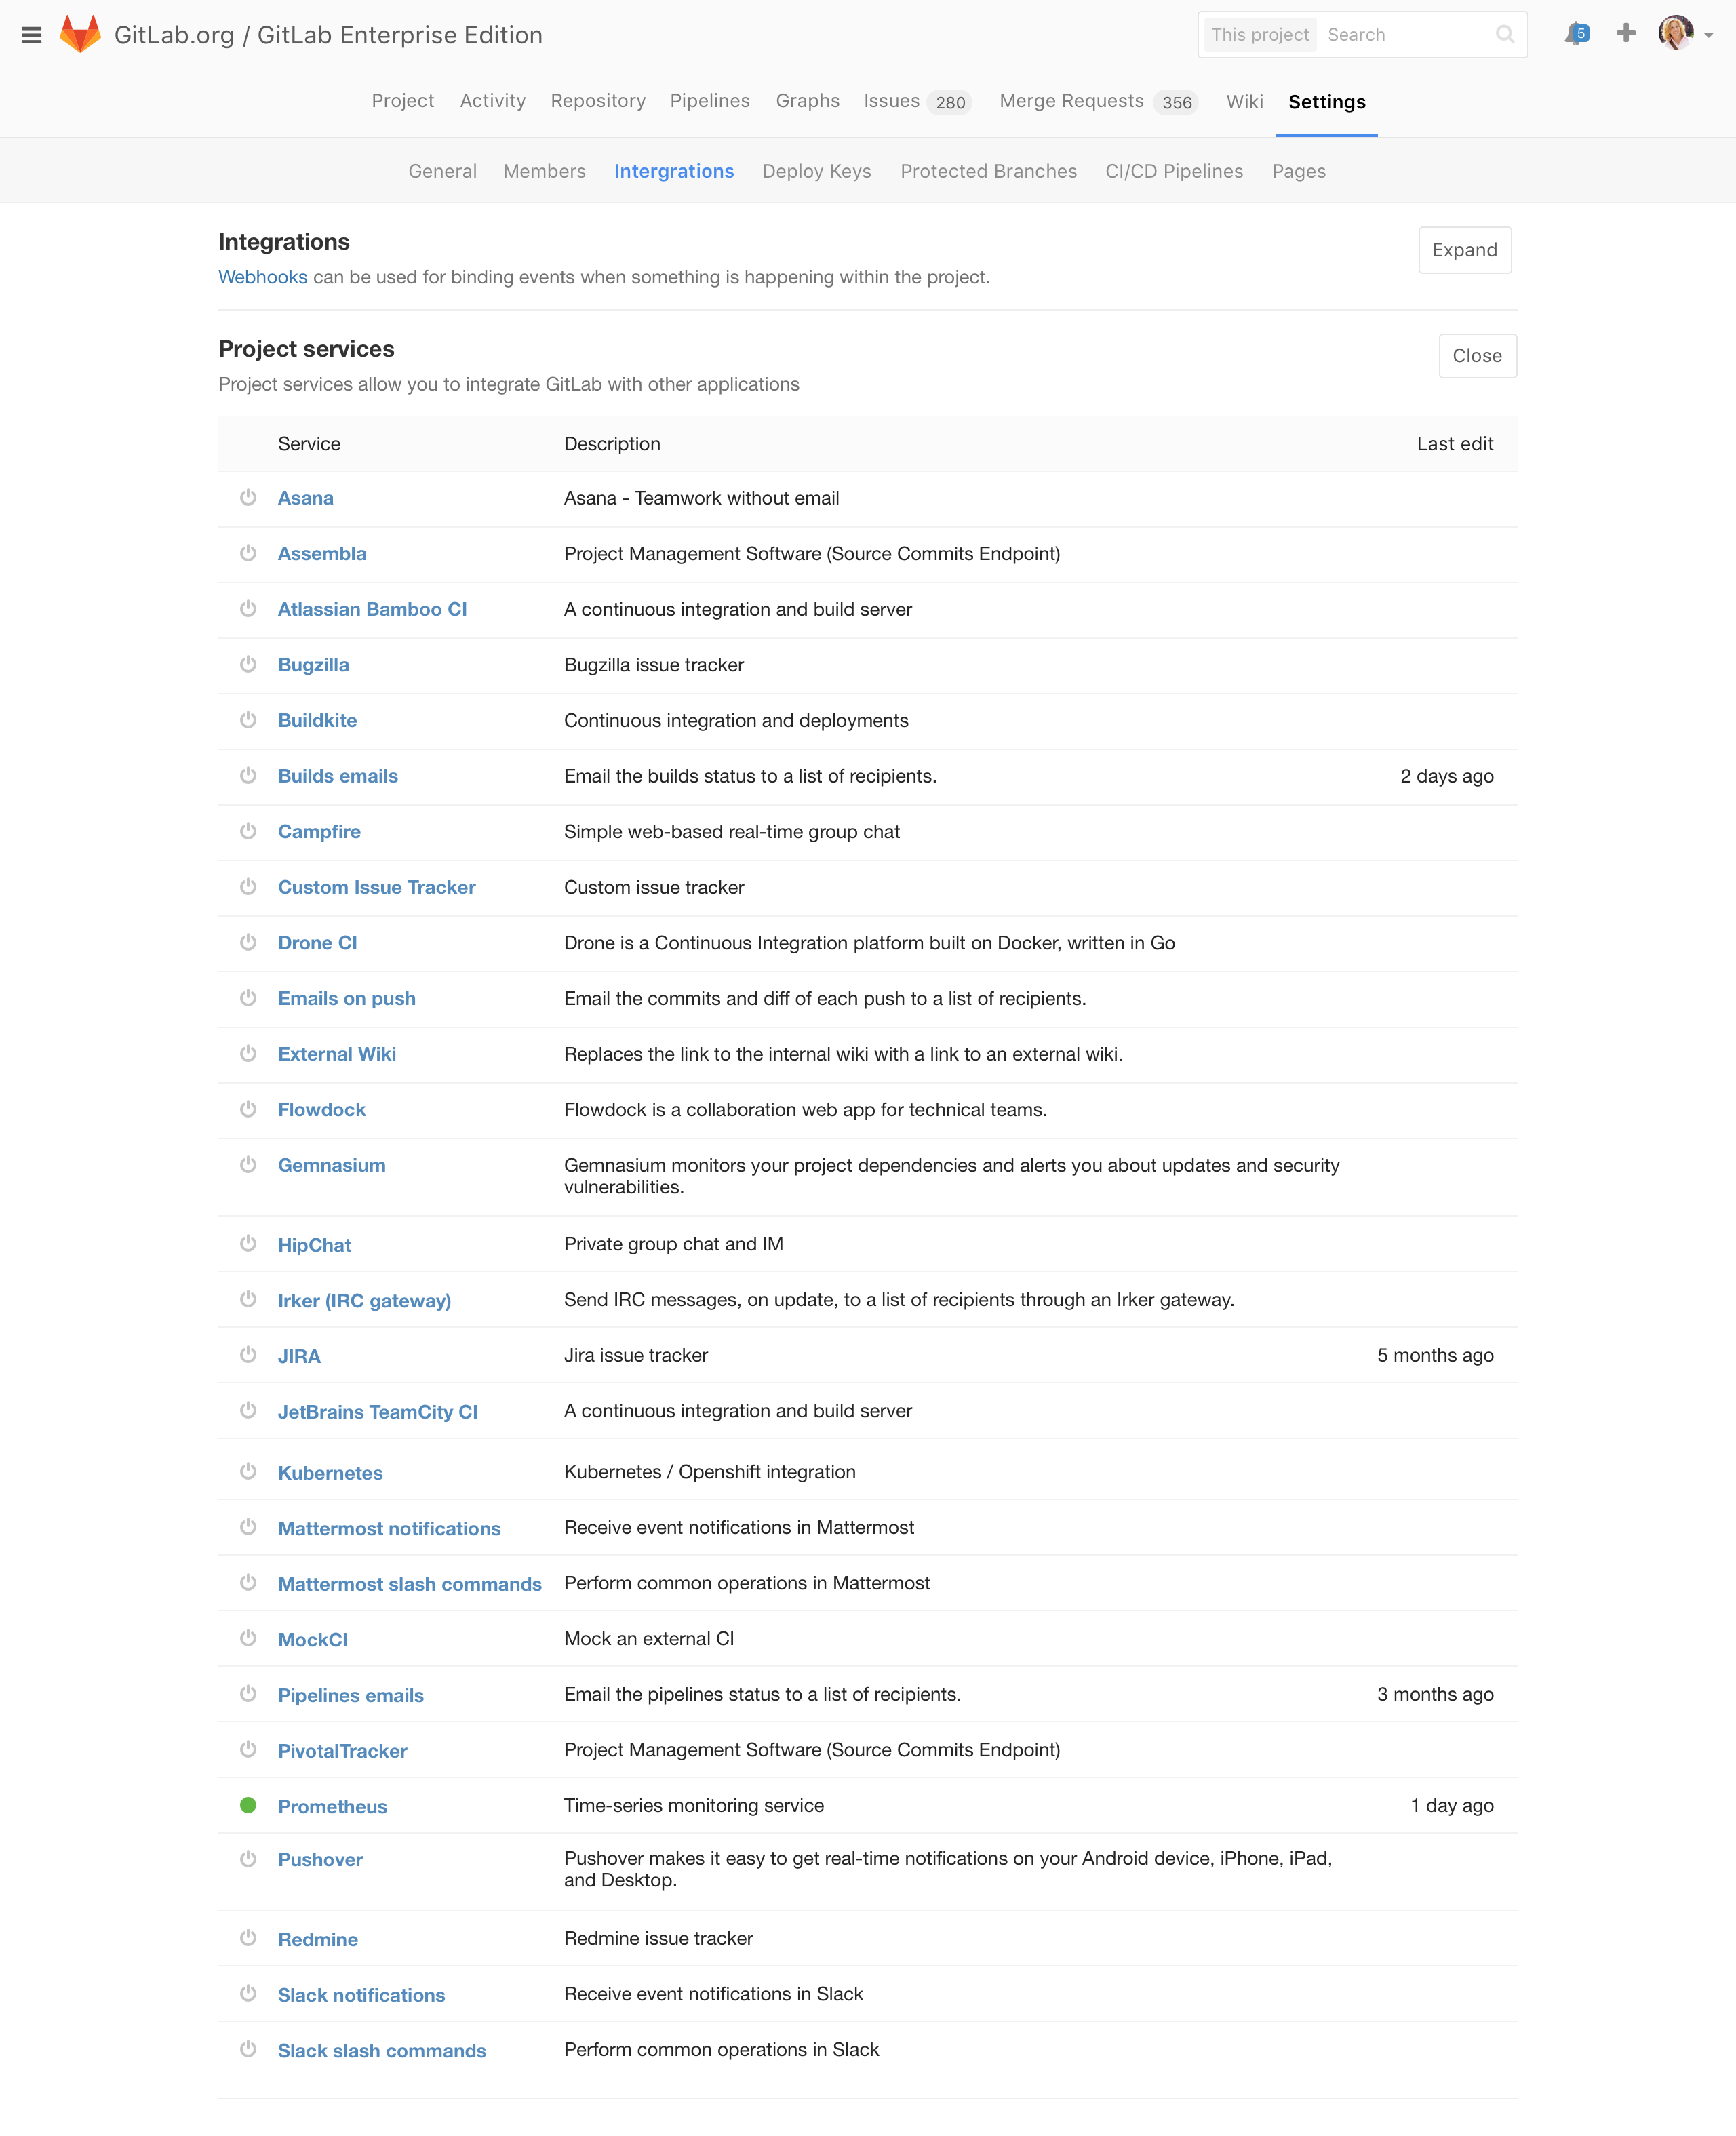 GitLab.org / GitLab Enterprise Edition
This project Search
5
Project Activity Repository Pipelines Graphs Issues 280 Merge Requests 356 Wiki Settings
General Members Intergrations Deploy Keys Protected Branches CI/CD Pipelines Pages
Integrations
Expand
Webhooks can be used for binding events when something is happening within the project.
Project services
Close
Project services allow you to integrate GitLab with other applications
Service Description Last edit
Asana Asana - Teamwork without email
Assembla Project Management Software (Source Commits Endpoint)
Atlassian Bamboo CI A continuous integration and build server
Bugzilla Bugzilla issue tracker
Buildkite Continuous integration and deployments
Builds emails Email the builds status to a list of recipients. 2 days ago
Campfire Simple web-based real-time group chat
Custom Issue Tracker Custom issue tracker
Drone CI Drone is a Continuous Integration platform built on Docker, written in Go
Emails on push Email the commits and diff of each push to a list of recipients.
External Wiki Replaces the link to the internal wiki with a link to an external wiki.
Flowdock Flowdock is a collaboration web app for technical teams.
Gemnasium Gemnasium monitors your project dependencies and alerts you about updates and security
vulnerabilities.
HipChat Private group chat and IM
Irker (IRC gateway) Send IRC messages, on update, to a list of recipients through an Irker gateway.
JIRA Jira issue tracker 5 months ago
JetBrains TeamCity CI A continuous integration and build server
Kubernetes Kubernetes / Openshift integration
Mattermost notifications Receive event notifications in Mattermost
Mattermost slash commands Perform common operations in Mattermost
MockCI Mock an external CI
Pipelines emails Email the pipelines status to a list of recipients. 3 months ago
PivotalTracker Project Management Software (Source Commits Endpoint)
Prometheus Time-series monitoring service 1 day ago
Pushover Pushover makes it easy to get real-time notifications on your Android device, iPhone, iPad,
and Desktop.
Redmine Redmine issue tracker
Slack notifications Receive event notifications in Slack
Slack slash commands Perform common operations in Slack